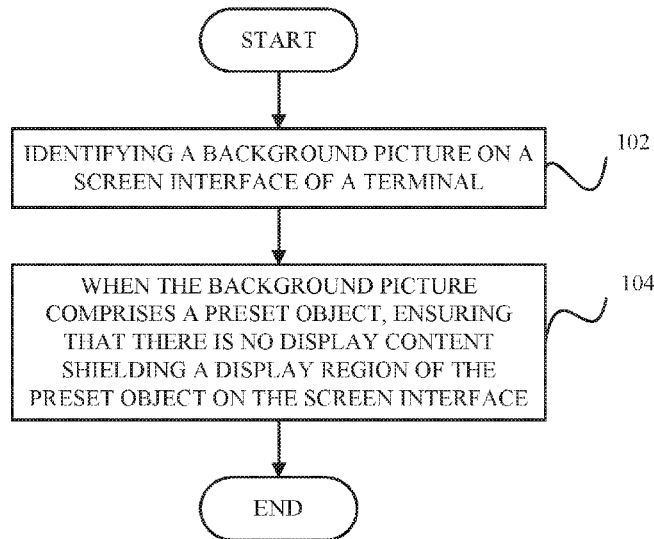 START
IDENTIFYING A BACKGROUND PICTURE ON A
SCREEN INTERFACE OF A TERMINAL
102
WHEN THE BACKGROUND PICTURE
COMPRISES A PRESET OBJECT, ENSURING
THAT THERE IS NO DISPLAY CONTENT
SHIELDING A DISPLAY REGION OF THE
PRESET OBJECT ON THE SCREEN INTERFACE
104
END